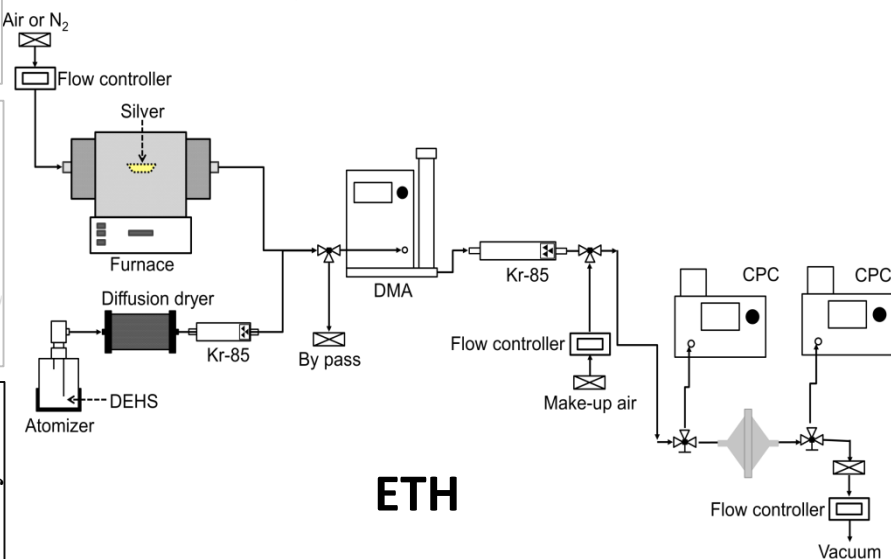 Air or N₂
Flow controller
Silver
Furnace
Diffusion dryer
Kr-85
DEHS
Atomizer
By pass
DMA
Kr-85
Flow controller
Make-up air
CPC
CPC
Flow controller
Vacuum
ETH